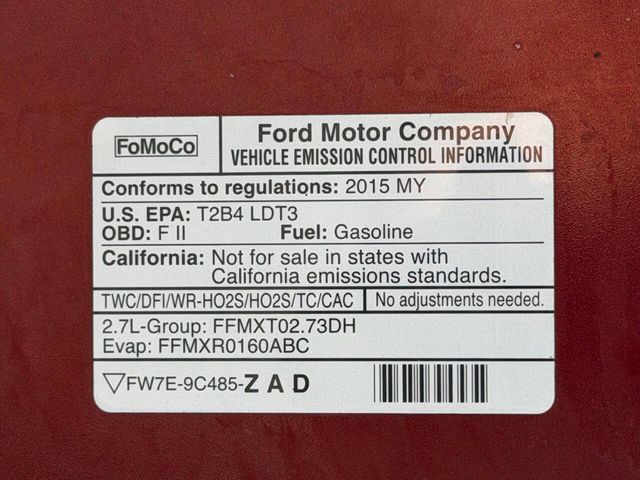 FoMoCo
Ford Motor Company
VEHICLE EMISSION CONTROL INFORMATION
Conforms to regulations: 2015 MY
U.S. EPA: T2B4 LDT3
OBD: F II Fuel: Gasoline
California: Not for sale in states with
California emissions standards.
TWC/DFI/WR-HO2S/HO2S/TC/CAC No adjustments needed.
2.7L-Group: FFMXT02.73DH
Evap: FFMXR0160ABC
▽FW7E-9C485-Z A D